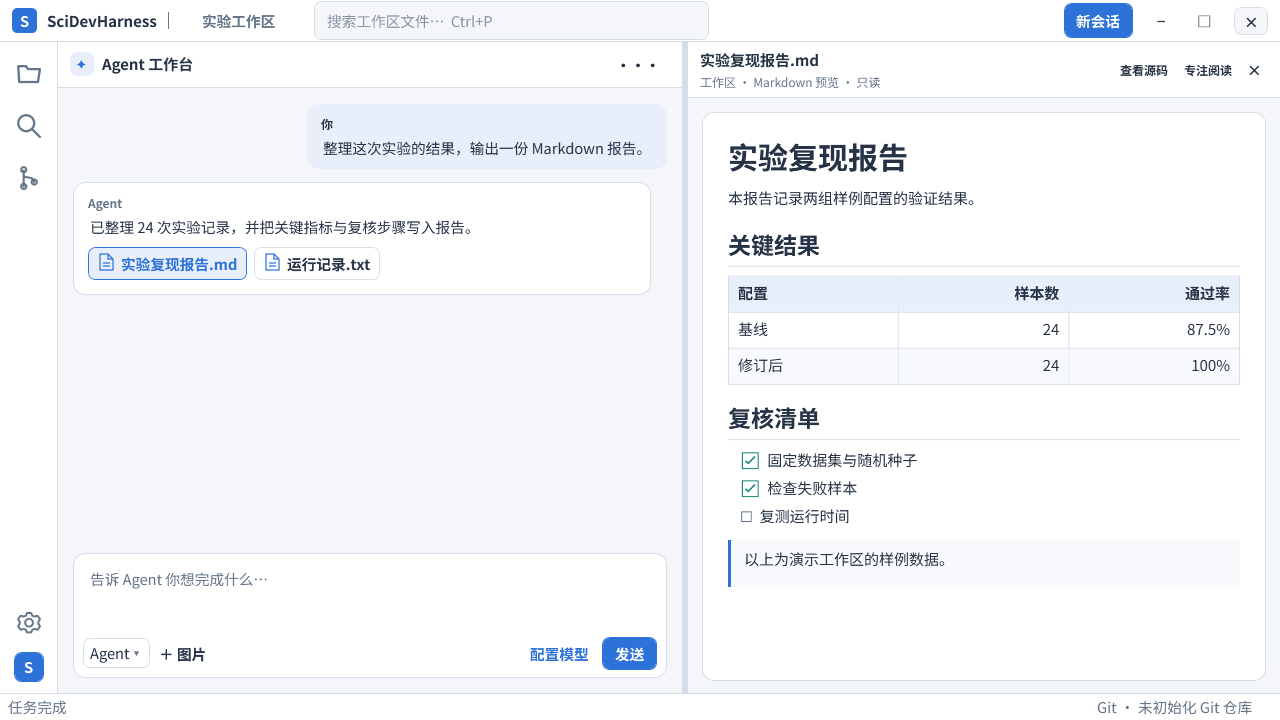 S SciDevHarness 实验工作区 搜索工作区文件… Ctrl+P 新会话
Agent 工作台
你
整理这次实验的结果，输出一份 Markdown 报告。
Agent
已整理 24 次实验记录，并把关键指标与复核步骤写入报告。
实验复现报告.md 运行记录.txt
告诉 Agent 你想完成什么…
Agent ▾ + 图片 配置模型 发送
S
实验复现报告.md
工作区 · Markdown 预览 · 只读
查看源码 专注阅读
实验复现报告
本报告记录两组样例配置的验证结果。
关键结果
配置 样本数 通过率
基线 24 87.5%
修订后 24 100%
复核清单
固定数据集与随机种子
检查失败样本
复测运行时间
以上为演示工作区的样例数据。
任务完成 Git · 未初始化 Git 仓库